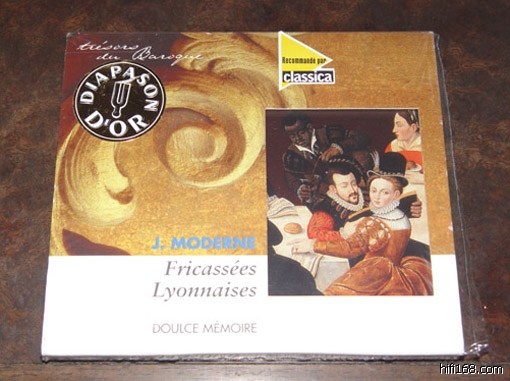 trésors
du Baroque
DIAPASON
D'OR
Recommandé par
classica
J. MODERNE
Fricassées
Lyonnaises
DOULCE MÉMOIRE
hifi168.com